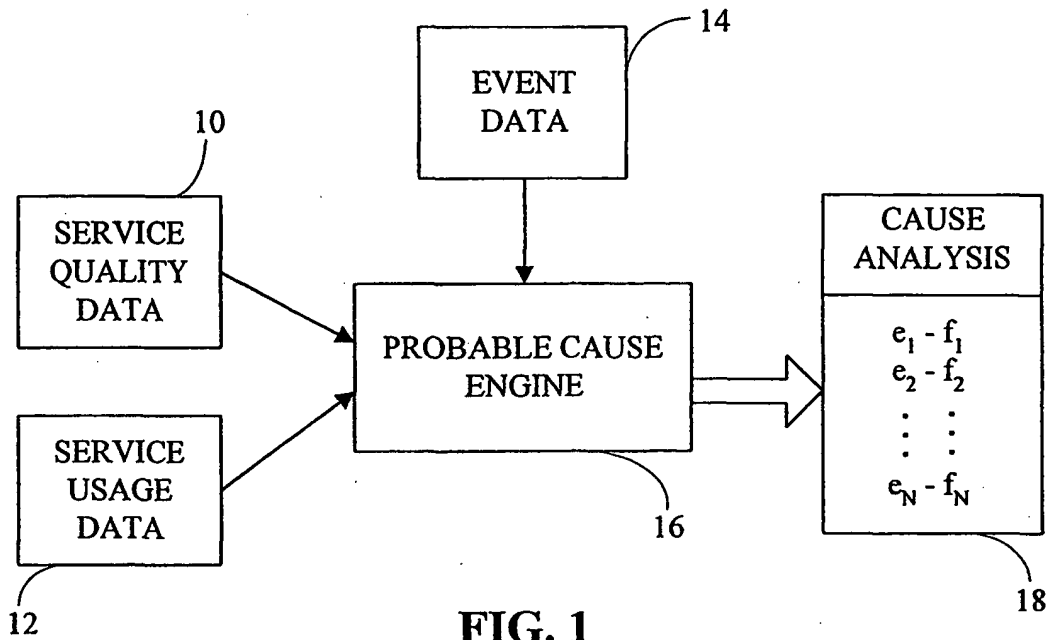 14
EVENT
DATA
10
SERVICE
QUALITY
DATA
CAUSE
ANALYSIS
PROBABLE CAUSE
ENGINE
e1 - f1
e2 - f2
eN - fN
SERVICE
USAGE
DATA
16
18
12
FIG. 1